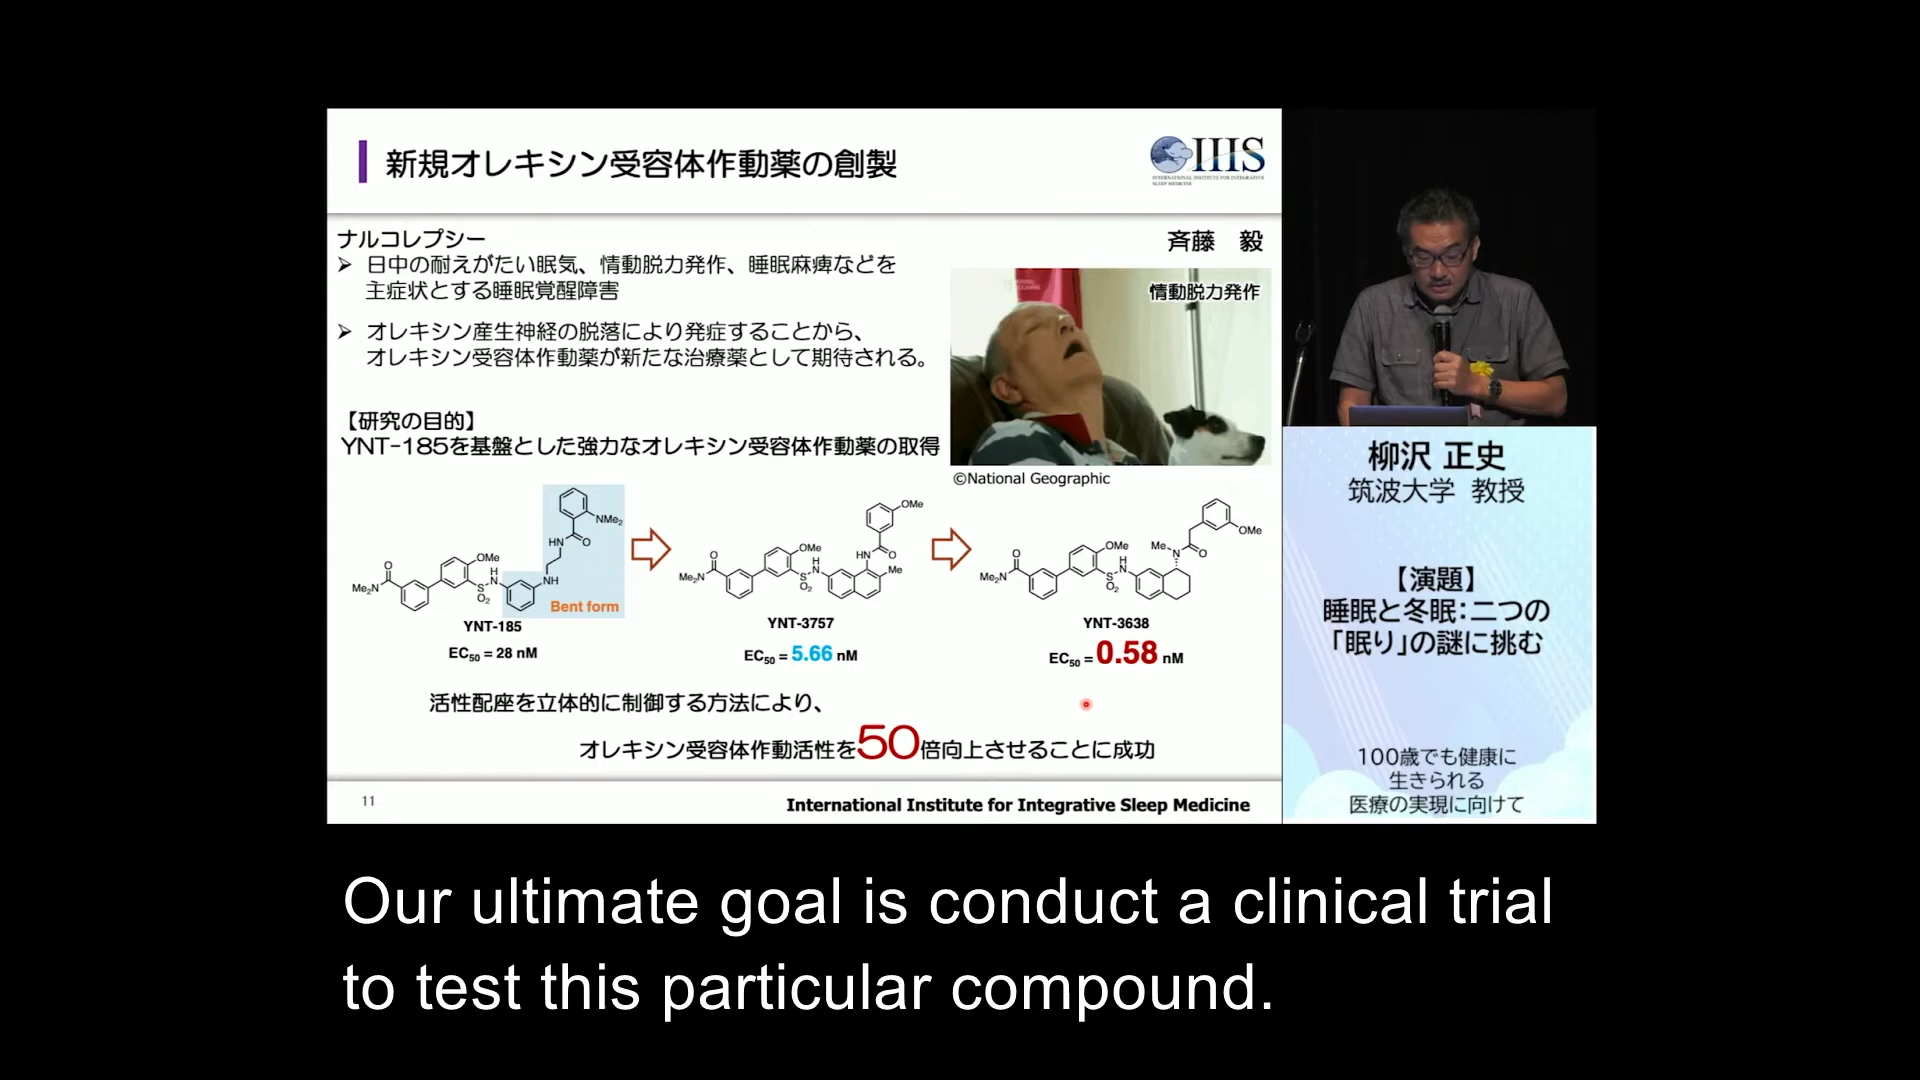 新規オレキシン受容体作動薬の創製
IIIS
INTERNATIONAL INSTITUTE FOR INTEGRATIVE
SLEEP MEDICINE
ナルコレプシー
斉藤 毅
➢ 日中の耐えがたい眠気、情動脱力発作、睡眠麻痺などを
主症状とする睡眠覚醒障害
➢ オレキシン産生神経の脱落により発症することから、
オレキシン受容体作動薬が新たな治療薬として期待される。
情動脱力発作
©National Geographic
【研究の目的】
YNT-185を基盤とした強力なオレキシン受容体作動薬の取得
Me₂N
O
OMe
S
O₂
H
N
NH
HN
O
NMe₂
Bent form
YNT-185
EC₅₀ = 28 nM
Me₂N
O
OMe
S
O₂
H
N
HN
O
OMe
Me
YNT-3757
EC₅₀ = 5.66 nM
Me₂N
O
OMe
S
O₂
H
N
Me
N
O
OMe
YNT-3638
EC₅₀ = 0.58 nM
活性配座を立体的に制御する方法により、
オレキシン受容体作動活性を50倍向上させることに成功
11
International Institute for Integrative Sleep Medicine
柳沢 正史
筑波大学 教授
【演題】
睡眠と冬眠：二つの
「眠り」の謎に挑む
100歳でも健康に
生きられる
医療の実現に向けて
Our ultimate goal is conduct a clinical trial
to test this particular compound.